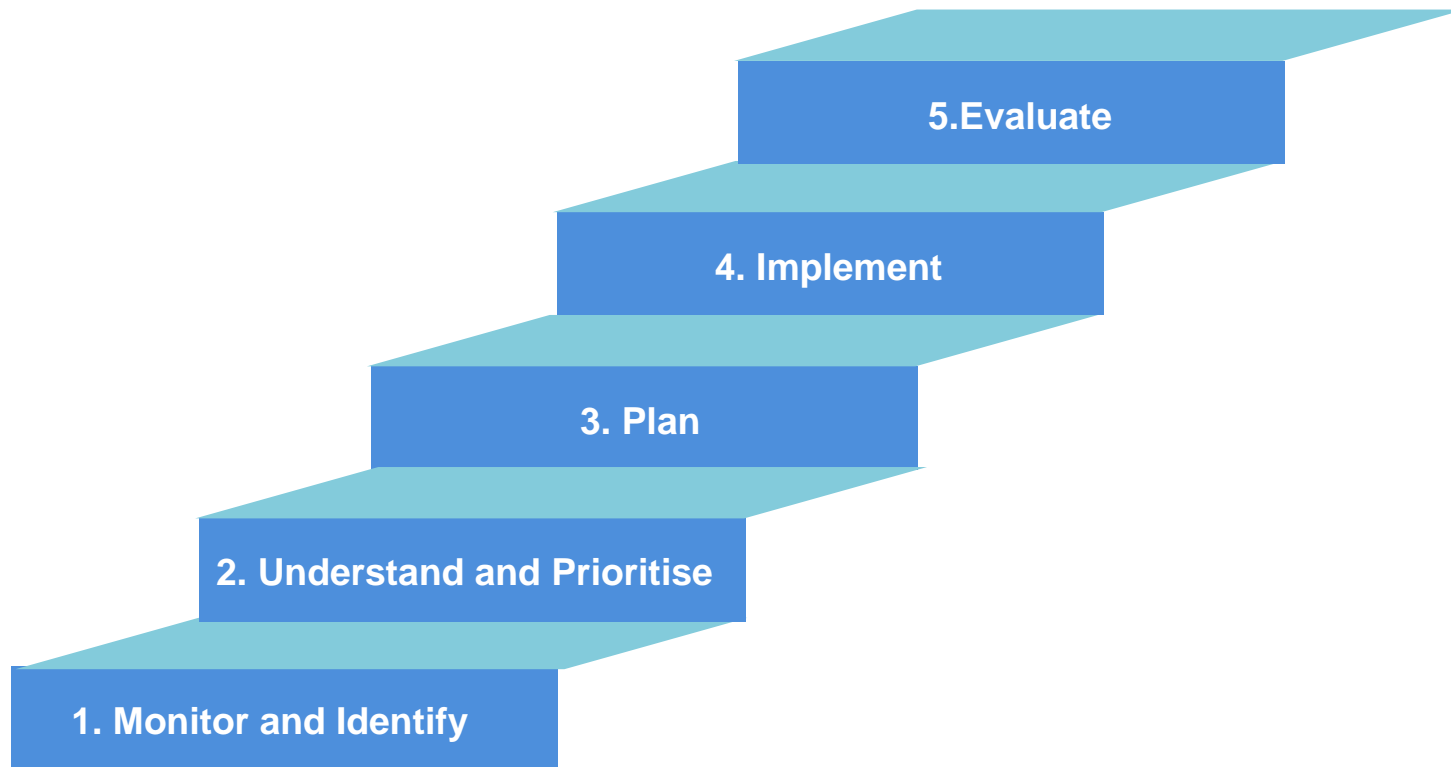 5.Evaluate
4. Implement
3. Plan
2. Understand and Prioritise
1. Monitor and Identify